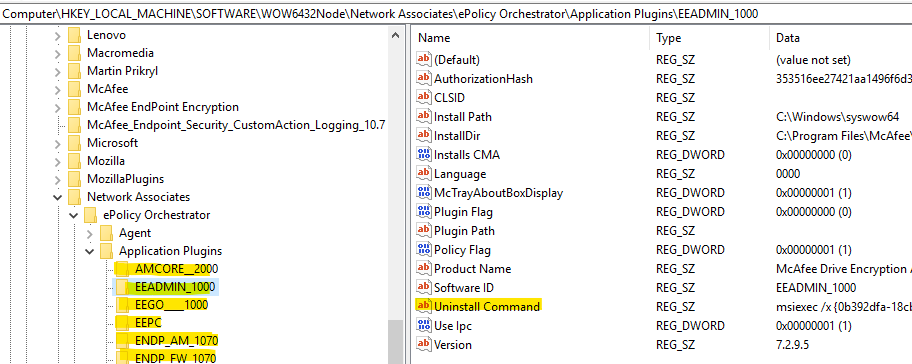 Computer\HKEY_LOCAL_MACHINE\SOFTWARE\WOW6432Node\Network Associates\ePolicy Orchestrator\Application Plugins\EEADMIN_1000
Lenovo
Macromedia
Martin Prikryl
McAfee
McAfee EndPoint Encryption
McAfee_Endpoint_Security_CustomAction_Logging_10.7
Microsoft
Mozilla
MozillaPlugins
Network Associates
ePolicy Orchestrator
Agent
Application Plugins
AMCORE__2000
EEADMIN_1000
EEGO____1000
EEPC
ENDP_AM_1070
ENDP_FW_1070
Name Type Data
(Default) REG_SZ (value not set)
AuthorizationHash REG_SZ 353516ee27421aa1496f6d3
CLSID REG_SZ
Install Path REG_SZ C:\Windows\syswow64
InstallDir REG_SZ C:\Program Files\McAfee\
Installs CMA REG_DWORD 0x00000000 (0)
Language REG_SZ 0000
McTrayAboutBoxDisplay REG_DWORD 0x00000001 (1)
Plugin Flag REG_DWORD 0x00000000 (0)
Plugin Path REG_SZ
Policy Flag REG_DWORD 0x00000001 (1)
Product Name REG_SZ McAfee Drive Encryption
Software ID REG_SZ EEADMIN_1000
Uninstall Command REG_SZ msiexec /x {0b392dfa-18cb
Use Ipc REG_DWORD 0x00000001 (1)
Version REG_SZ 7.2.9.5